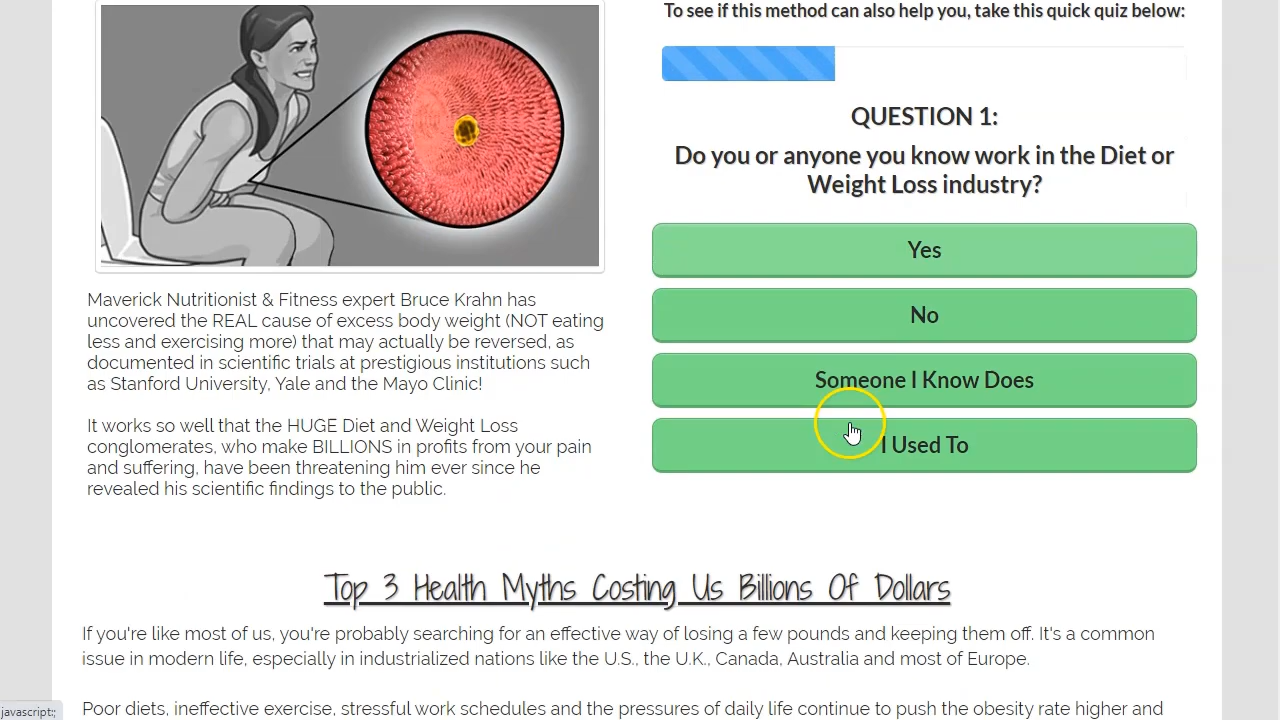 To see if this method can also help you, take this quick quiz below:
QUESTION 1:
Do you or anyone you know work in the Diet or
Weight Loss industry?
Yes
No
Someone I Know Does
I Used To
Maverick Nutritionist & Fitness expert Bruce Krahn has
uncovered the REAL cause of excess body weight (NOT eating
less and exercising more) that may actually be reversed, as
documented in scientific trials at prestigious institutions such
as Stanford University, Yale and the Mayo Clinic!
It works so well that the HUGE Diet and Weight Loss
conglomerates, who make BILLIONS in profits from your pain
and suffering, have been threatening him ever since he
revealed his scientific findings to the public.
Top 3 Health Myths Costing Us Billions Of Dollars
If you're like most of us, you're probably searching for an effective way of losing a few pounds and keeping them off. It's a common
issue in modern life, especially in industrialized nations like the U.S., the U.K., Canada, Australia and most of Europe.
Poor diets, ineffective exercise, stressful work schedules and the pressures of daily life continue to push the obesity rate higher and
javascript:;